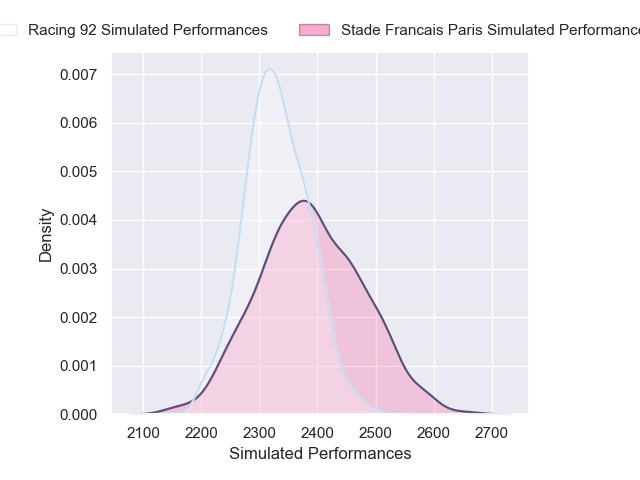 Racing 92 Simulated Performances
Stade Francais Paris Simulated Performance
0.007
0.006
0.005
0.004
0.003
0.002
0.001
0.000
Density
2100 2200 2300 2400 2500 2600 2700
Simulated Performances